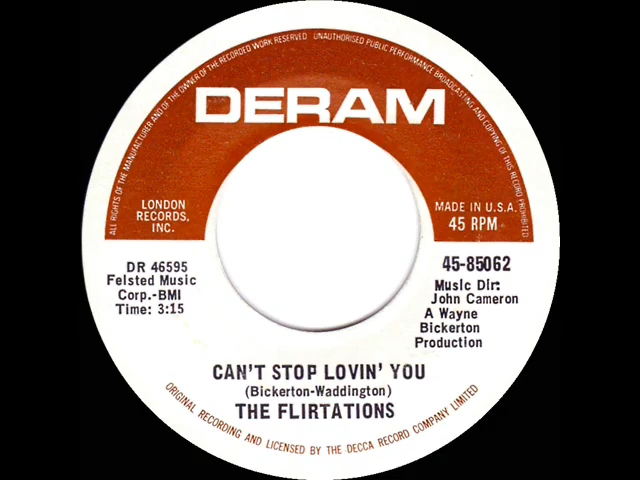 ALL RIGHTS OF THE MANUFACTURER AND OF THE OWNER OF THE RECORDED WORK RESERVED UNAUTHORISED PUBLIC PERFORMANCE BROADCASTING AND COPYING OF THIS RECORD PROHIBITED
DERAM
LONDON
RECORDS,
INC.
MADE IN U.S.A.
45 RPM
DR 46595
Felsted Music
Corp.-BMI
Time: 3:15
45-85062
Music Dir:
John Cameron
A Wayne
Bickerton
Production
CAN'T STOP LOVIN' YOU
(Bickerton-Waddington)
THE FLIRTATIONS
ORIGINAL RECORDING AND LICENSED BY THE DECCA RECORD COMPANY LIMITED